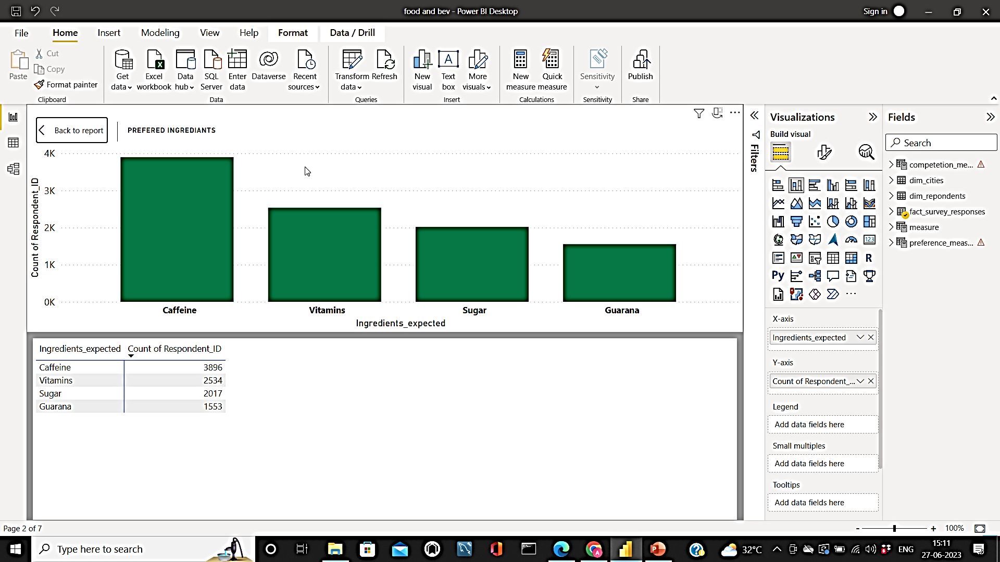 food and bev - Power BI Desktop
Sign in
File Home Insert Modeling View Help Format Data / Drill
Paste
Cut
Copy
Format painter
Clipboard
Get data
Excel workbook
Data hub
SQL Server
Enter data
Dataverse
Recent sources
Data
Transform data
Refresh
Queries
New visual
Text box
More visuals
Insert
New measure
Quick measure
Calculations
Sensitivity
Sensitivity
Publish
Share
Back to report
PREFERED INGREDIANTS
Count of Respondent_ID
4K
3K
2K
1K
0K
Caffeine Vitamins Sugar Guarana
Ingredients_expected
Ingredients_expected Count of Respondent_ID
Caffeine 3896
Vitamins 2534
Sugar 2017
Guarana 1553
Filters
Visualizations
Build visual
123
R
Py
X-axis
Ingredients_expected
Y-axis
Count of Respondent_...
Legend
Add data fields here
Small multiples
Add data fields here
Tooltips
Add data fields here
Fields
Search
competetion_me...
dim_cities
dim_repondents
fact_survey_responses
measure
preference_meas...
Page 2 of 7
- + 100%
Type here to search
32°C
ENG
15:11
27-06-2023